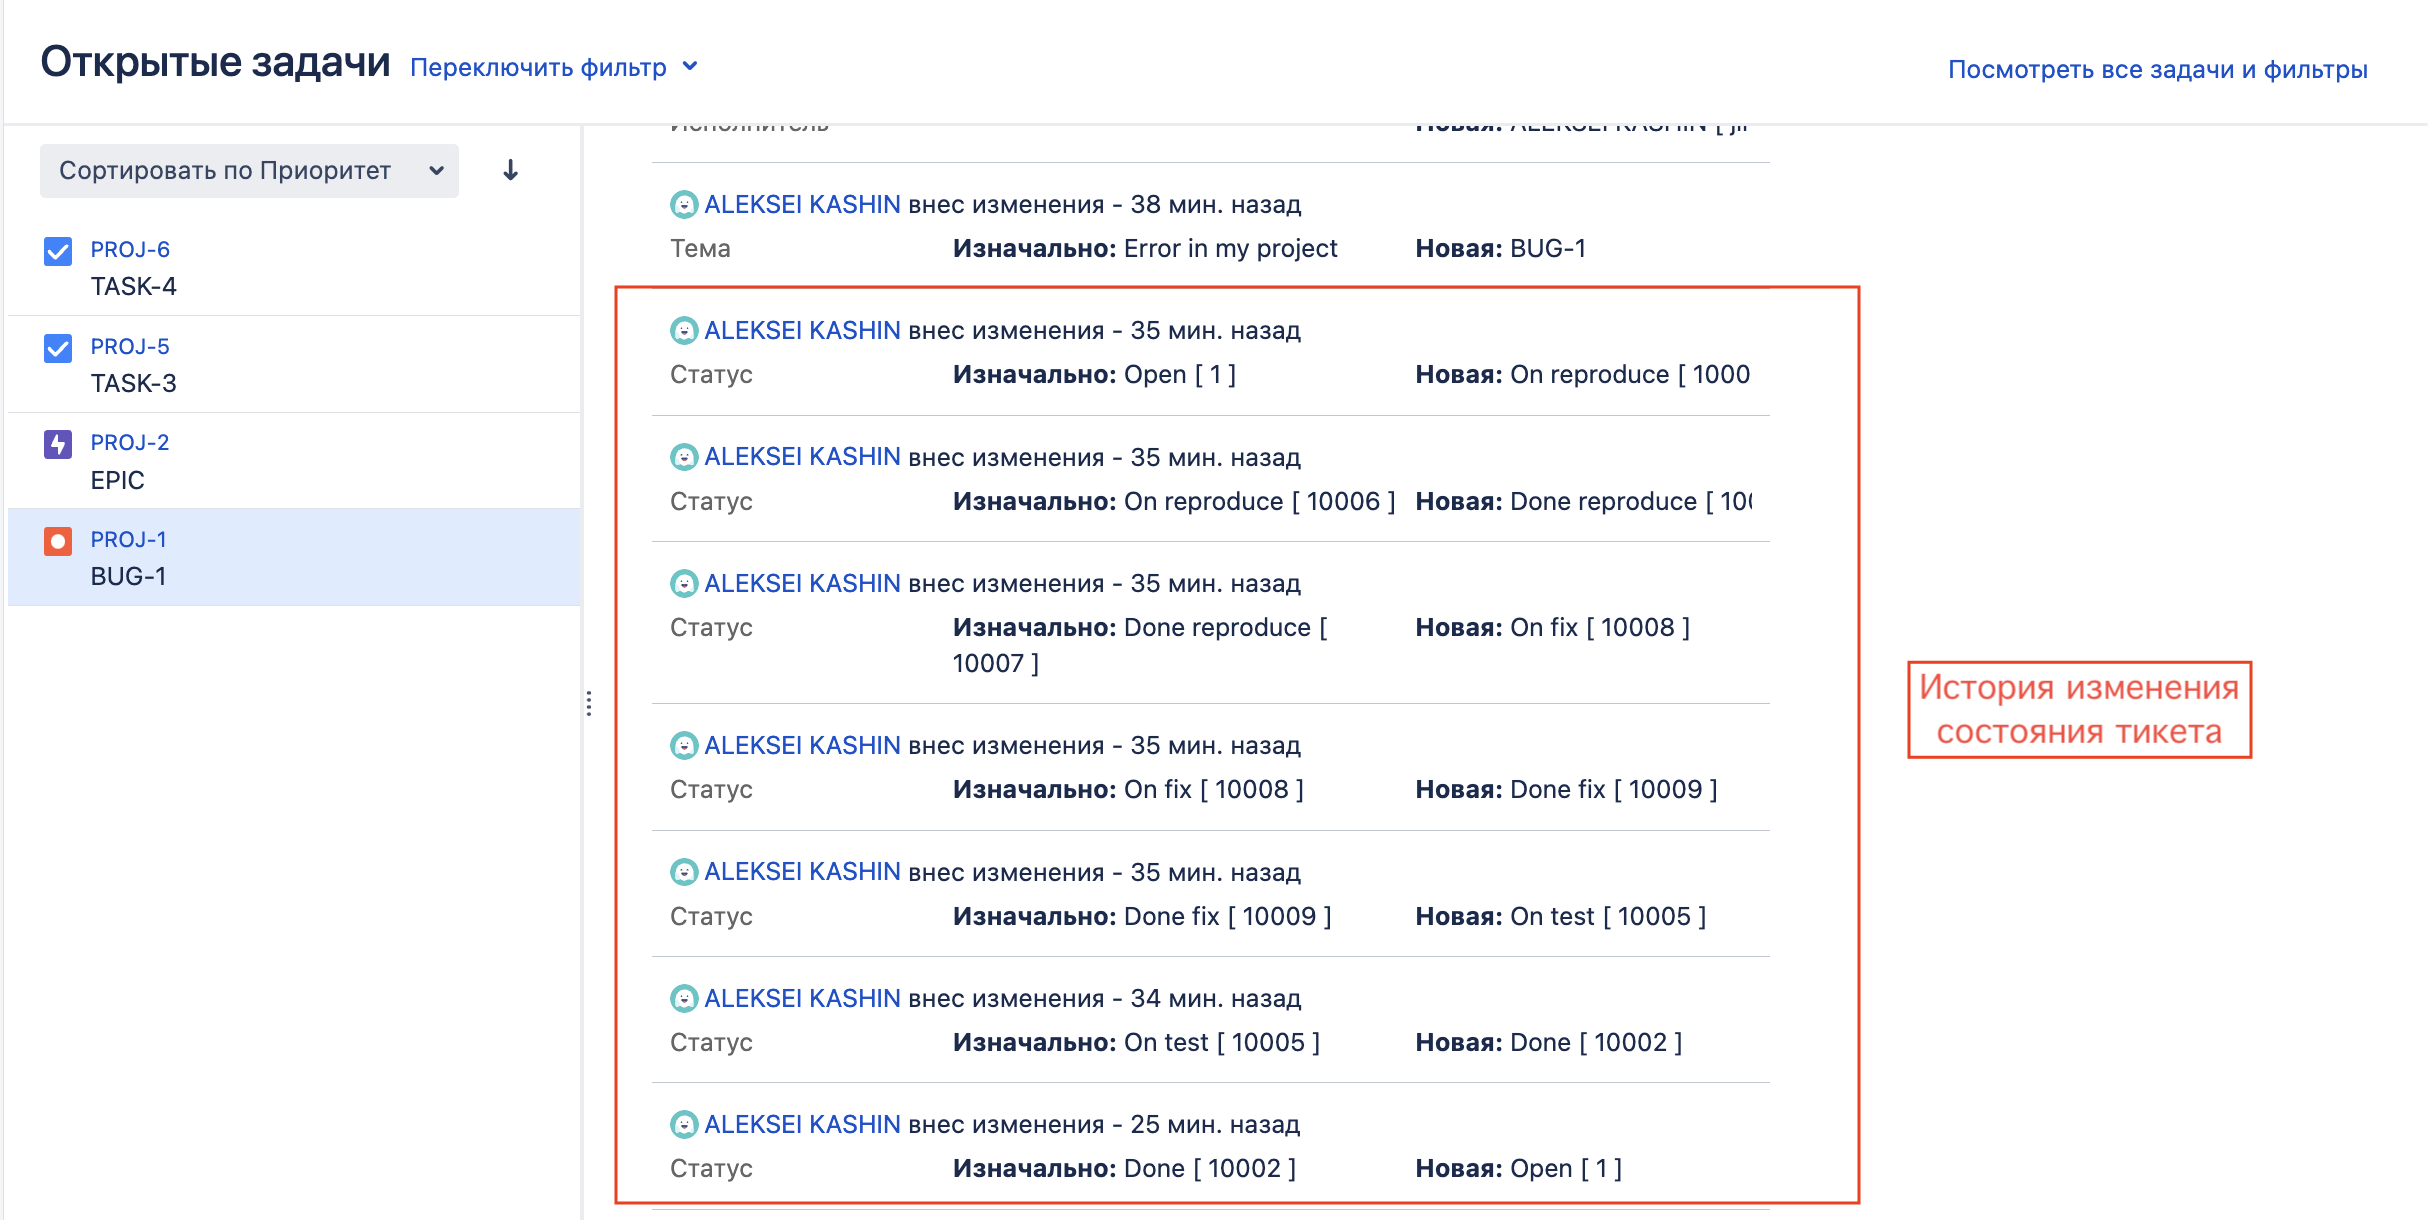 Открытые задачи Переключить фильтр
Посмотреть все задачи и фильтры
Сортировать по Приоритет
PROJ-6
TASK-4
PROJ-5
TASK-3
PROJ-2
EPIC
PROJ-1
BUG-1
Исполнитель Новая: ALEKSEI KASHIN [ ji
ALEKSEI KASHIN внес изменения - 38 мин. назад
Тема Изначально: Error in my project Новая: BUG-1
ALEKSEI KASHIN внес изменения - 35 мин. назад
Статус Изначально: Open [ 1 ] Новая: On reproduce [ 1000
ALEKSEI KASHIN внес изменения - 35 мин. назад
Статус Изначально: On reproduce [ 10006 ] Новая: Done reproduce [ 100
ALEKSEI KASHIN внес изменения - 35 мин. назад
Статус Изначально: Done reproduce [ Новая: On fix [ 10008 ]
10007 ]
ALEKSEI KASHIN внес изменения - 35 мин. назад
Статус Изначально: On fix [ 10008 ] Новая: Done fix [ 10009 ]
ALEKSEI KASHIN внес изменения - 35 мин. назад
Статус Изначально: Done fix [ 10009 ] Новая: On test [ 10005 ]
ALEKSEI KASHIN внес изменения - 34 мин. назад
Статус Изначально: On test [ 10005 ] Новая: Done [ 10002 ]
ALEKSEI KASHIN внес изменения - 25 мин. назад
Статус Изначально: Done [ 10002 ] Новая: Open [ 1 ]
История изменения
состояния тикета